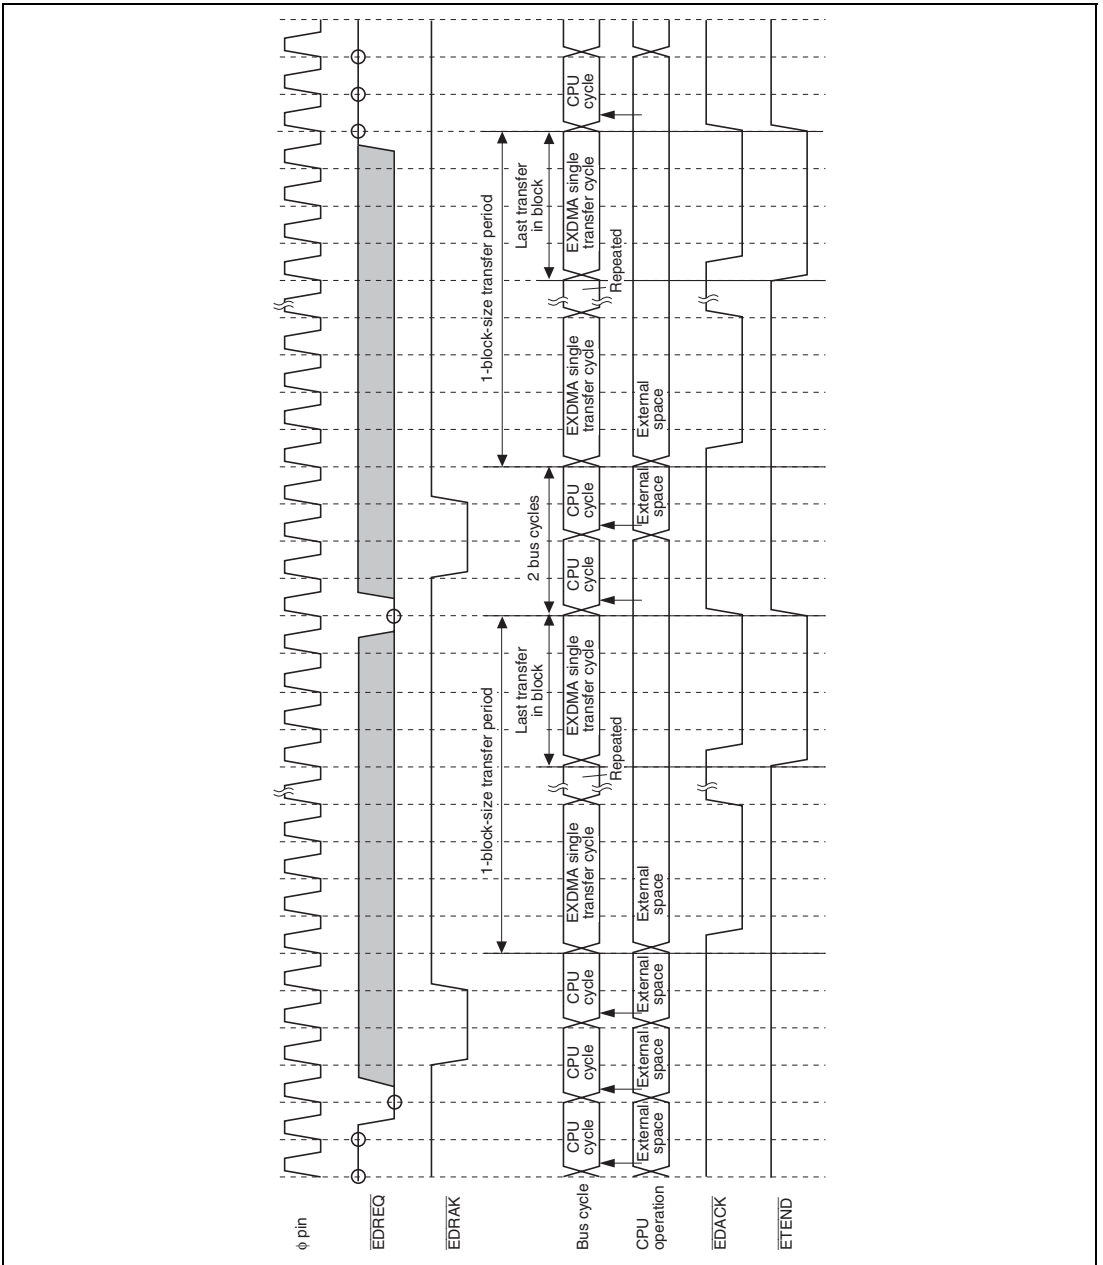 φ pin
EDREQ
EDRAK
1-block-size transfer period
1-block-size transfer period
Last transfer
in block
2 bus cycles
Last transfer
in block
Bus cycle
CPU
cycle
CPU
cycle
CPU
cycle
EXDMA single
transfer cycle
Repeated
EXDMA single
transfer cycle
CPU
cycle
CPU
cycle
EXDMA single
transfer cycle
Repeated
EXDMA single
transfer cycle
CPU
cycle
CPU
operation
External
space
External
space
External
space
External
space
External
space
External
space
EDACK
ETEND